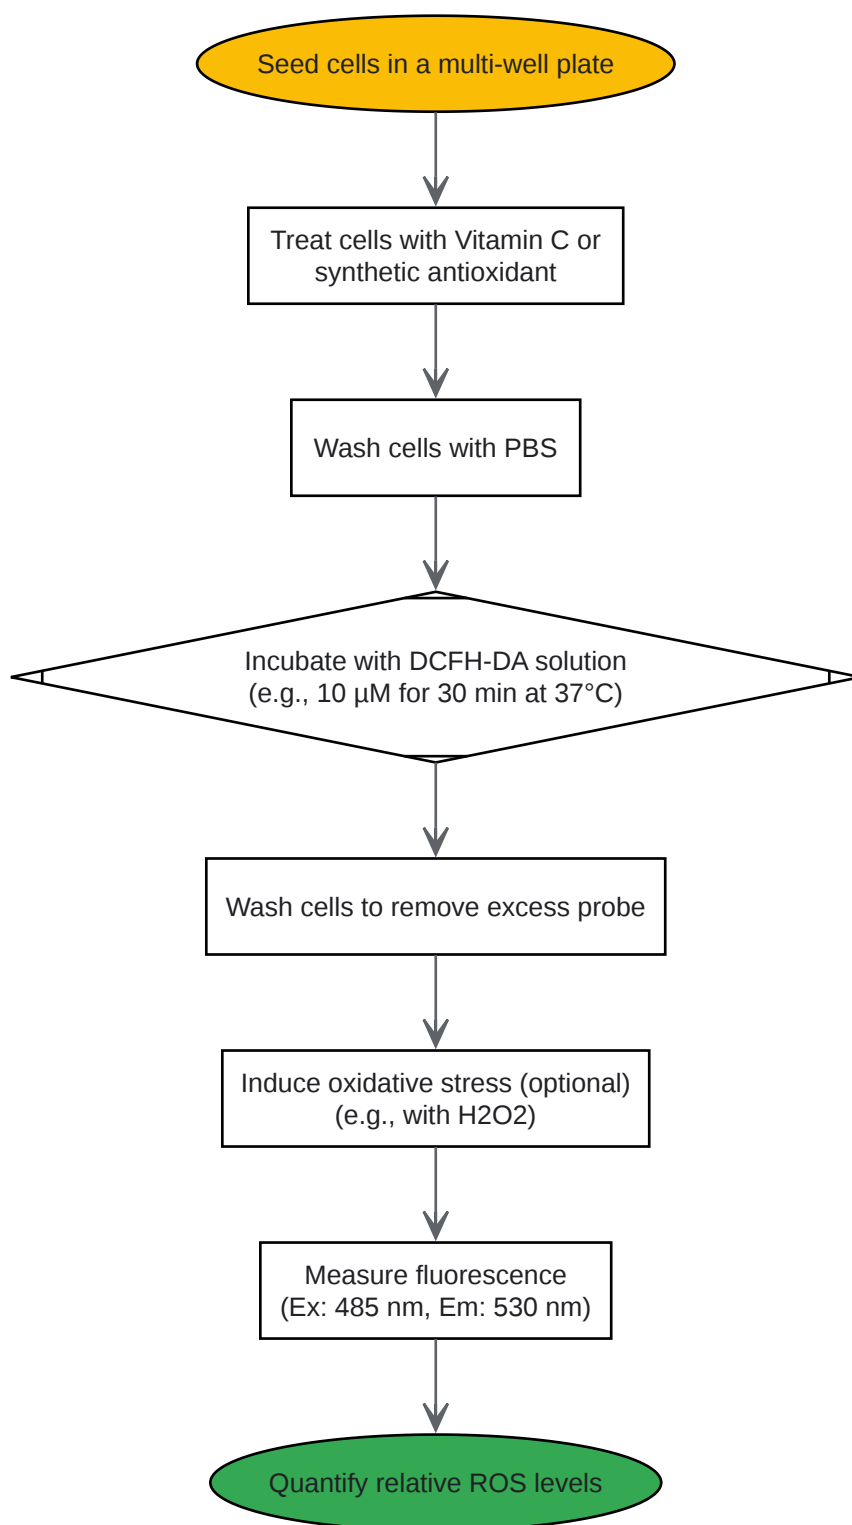 Seed cells in a multi-well plate
Treat cells with Vitamin C or
synthetic antioxidant
Wash cells with PBS
Incubate with DCFH-DA solution
(e.g., 10 µM for 30 min at 37°C)
Wash cells to remove excess probe
Induce oxidative stress (optional)
(e.g., with H2O2)
Measure fluorescence
(Ex: 485 nm, Em: 530 nm)
Quantify relative ROS levels